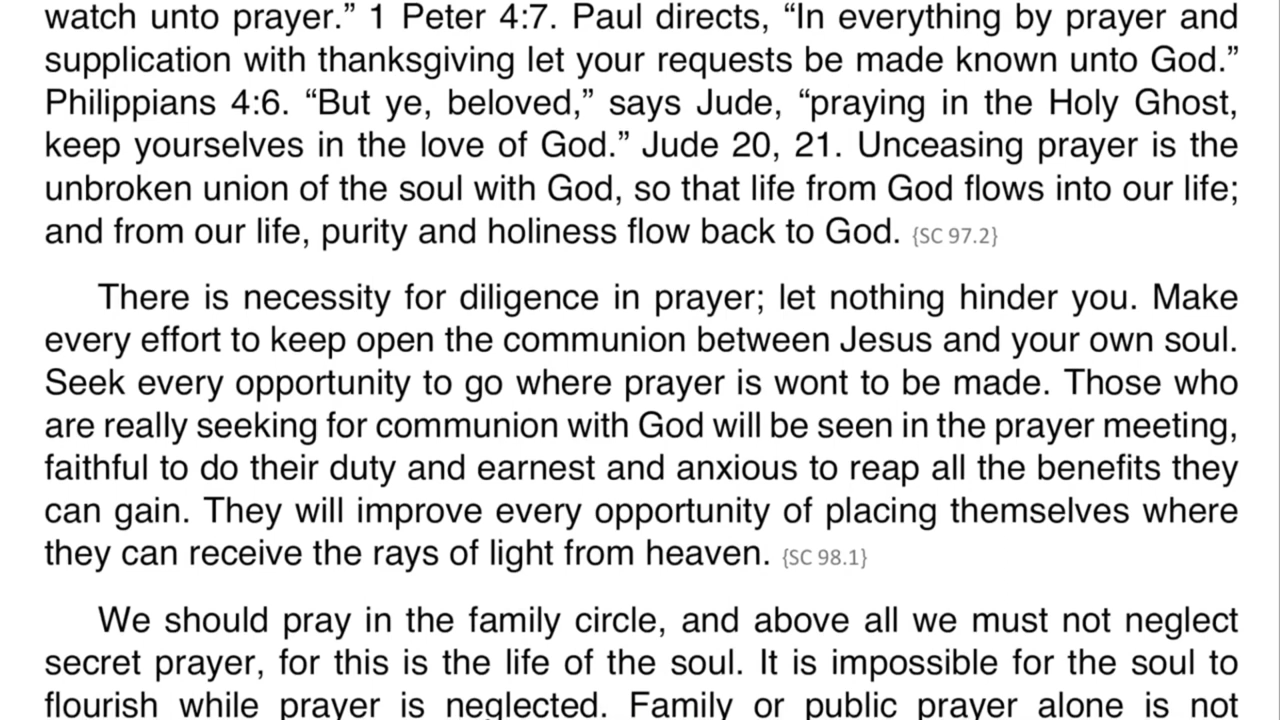 watch unto prayer.” 1 Peter 4:7. Paul directs, “In everything by prayer and
supplication with thanksgiving let your requests be made known unto God.”
Philippians 4:6. “But ye, beloved,” says Jude, “praying in the Holy Ghost,
keep yourselves in the love of God.” Jude 20, 21. Unceasing prayer is the
unbroken union of the soul with God, so that life from God flows into our life;
and from our life, purity and holiness flow back to God. {SC 97.2}
There is necessity for diligence in prayer; let nothing hinder you. Make
every effort to keep open the communion between Jesus and your own soul.
Seek every opportunity to go where prayer is wont to be made. Those who
are really seeking for communion with God will be seen in the prayer meeting,
faithful to do their duty and earnest and anxious to reap all the benefits they
can gain. They will improve every opportunity of placing themselves where
they can receive the rays of light from heaven. {SC 98.1}
We should pray in the family circle, and above all we must not neglect
secret prayer, for this is the life of the soul. It is impossible for the soul to
flourish while prayer is neglected. Family or public prayer alone is not